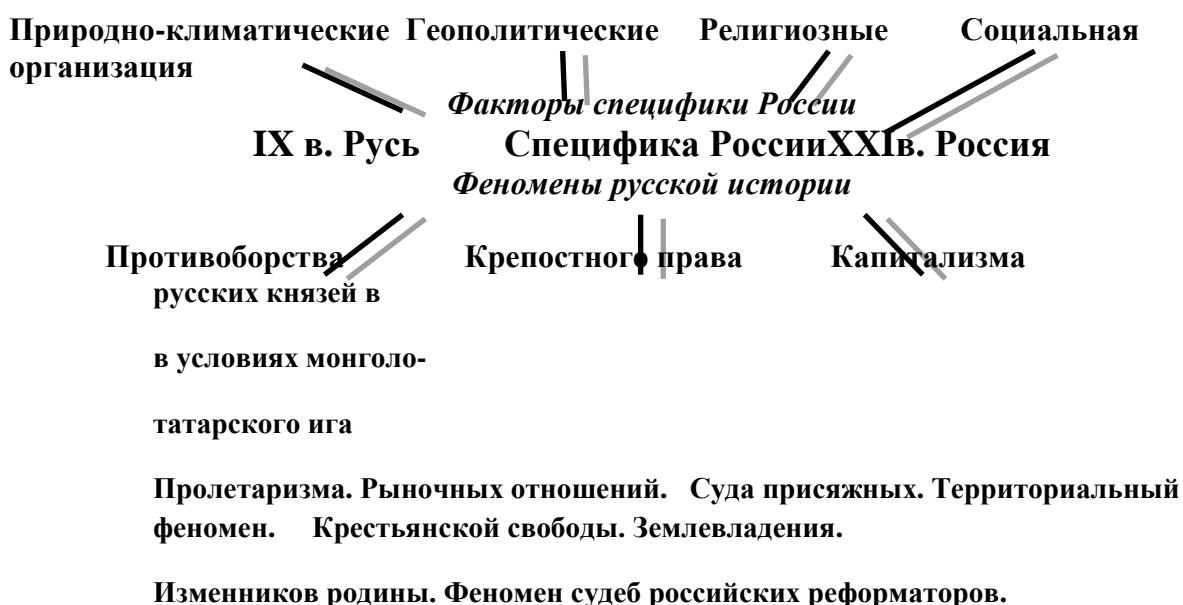 Природно-климатические Геополитические Религиозные Социальная
организация
Факторы специфики России
IX в. Русь Специфика РоссииXXIв. Россия
Феномены русской истории
Противоборства Крепостного права Капитализма
русских князей в
в условиях монголо-
татарского ига
Пролетаризма. Рыночных отношений. Суда присяжных. Территориальный
феномен. Крестьянской свободы. Землевладения.
Изменников родины. Феномен судеб российских реформаторов.